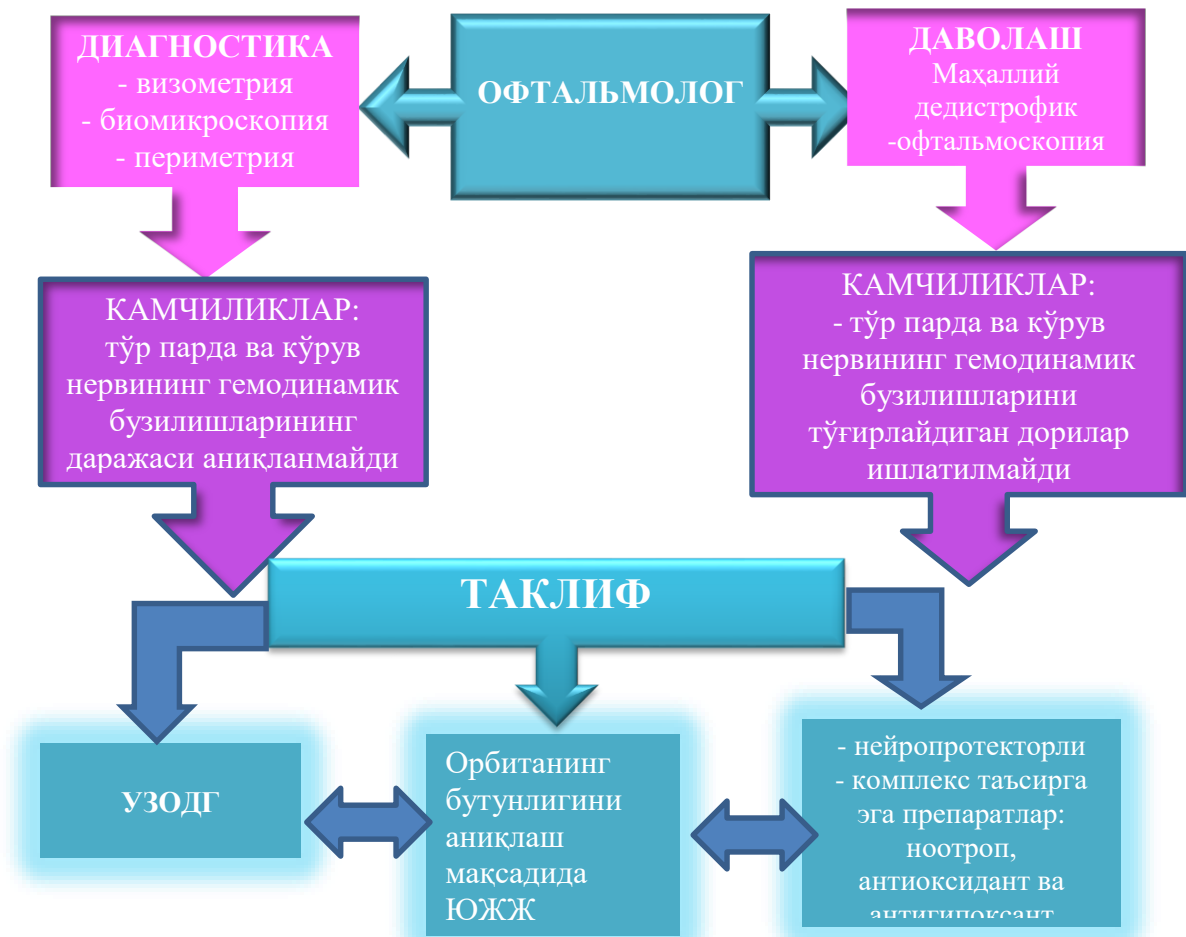 ДИАГНОСТИКА
- визометрия
- биомикроскопия
- периметрия
ОФТАЛЬМОЛОГ
ДАВОЛАШ
Маҳаллий
дедистрофик
-офтальмоскопия
КАМЧИЛИКЛАР:
тўр парда ва кўрув
нервининг гемодинамик
бузилишларининг
даражаси аниқланмайди
КАМЧИЛИКЛАР:
- тўр парда ва кўрув
нервининг гемодинамик
бузилишларини
тўғирлайдиган дорилар
ишлатилмайди
ТАКЛИФ
УЗОДГ
Орбитанинг
бутунлигини
аниқлаш
мақсадида
ЮЖЖ
- нейропротекторли
- комплекс таъсирга
эга препаратлар:
ноотроп,
антиоксидант ва
антигипоксант